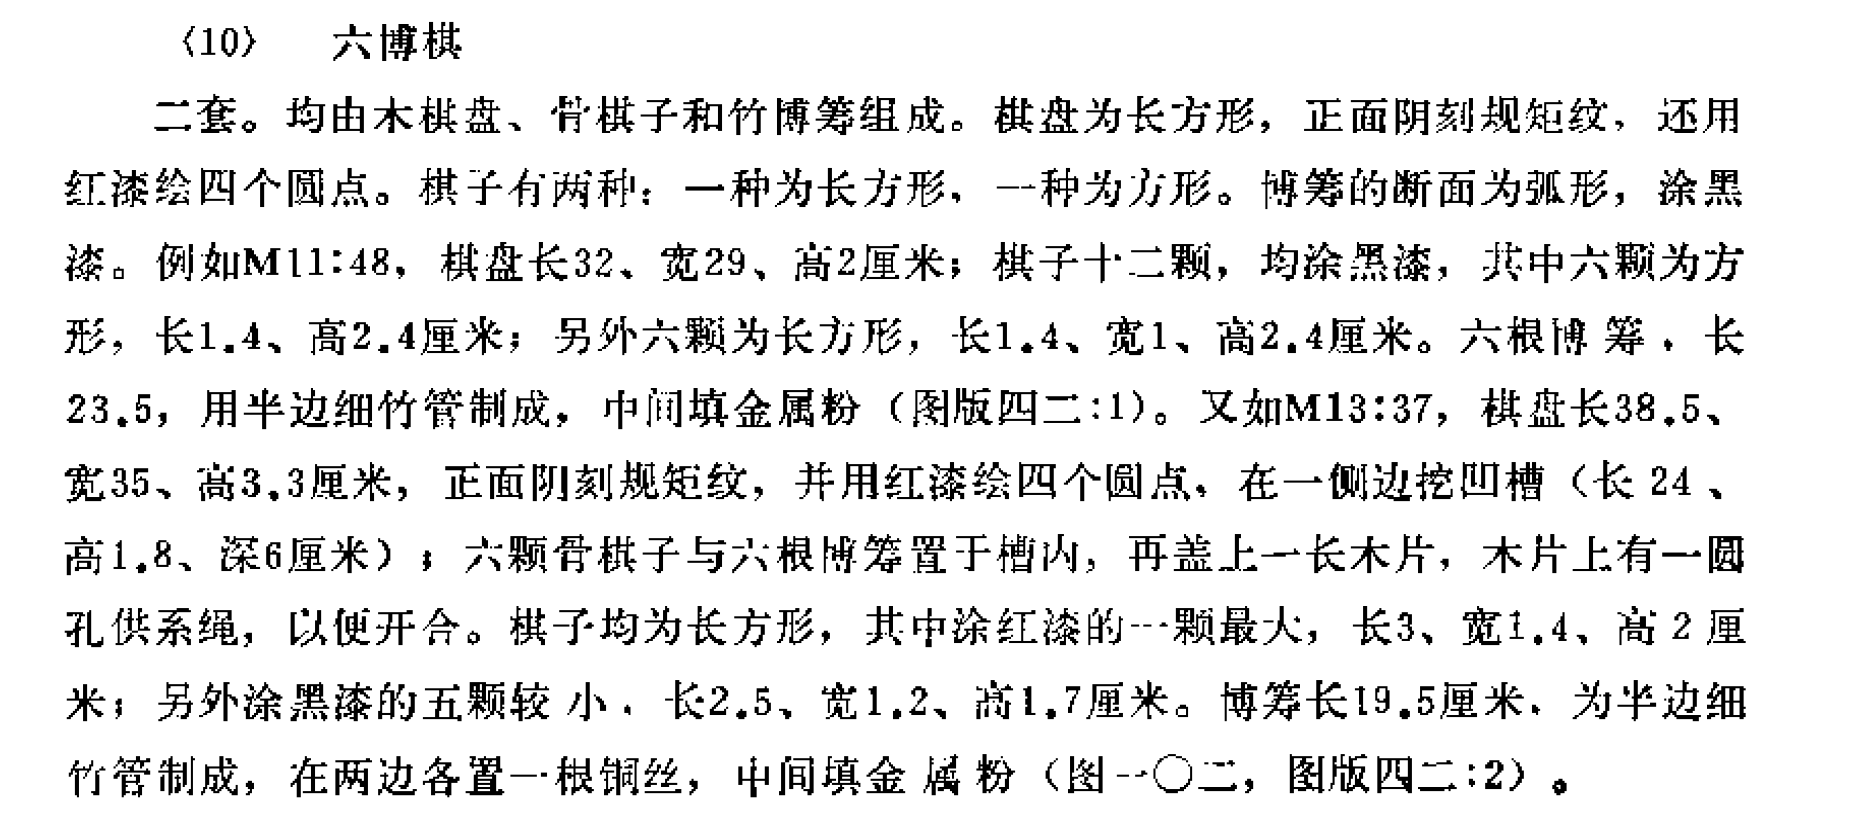 〈10〉 六博棋
二套。均由木棋盘、骨棋子和竹博筹组成。棋盘为长方形，正面阴刻规矩纹，还用
红漆绘四个圆点。棋子有两种：一种为长方形，一种为方形。博筹的断面为弧形，涂黑
漆。例如M11:48，棋盘长32、宽29、高2厘米；棋子十二颗，均涂黑漆，其中六颗为方
形，长1.4、高2.4厘米；另外六颗为长方形，长1.4、宽1、高2.4厘米。六根博筹，长
23.5，用半边细竹管制成，中间填金属粉（图版四二:1）。又如M13:37，棋盘长38.5、
宽35、高3.3厘米，正面阴刻规矩纹，并用红漆绘四个圆点，在一侧边挖凹槽（长24、
高1.8、深6厘米）；六颗骨棋子与六根博筹置于槽内，再盖上一长木片，木片上有一圆
孔供系绳，以便开合。棋子均为长方形，其中涂红漆的一颗最大，长3、宽1.4、高2厘
米；另外涂黑漆的五颗较小，长2.5、宽1.2、高1.7厘米。博筹长19.5厘米，为半边细
竹管制成，在两边各置一根铜丝，中间填金属粉（图一〇二，图版四二:2）。